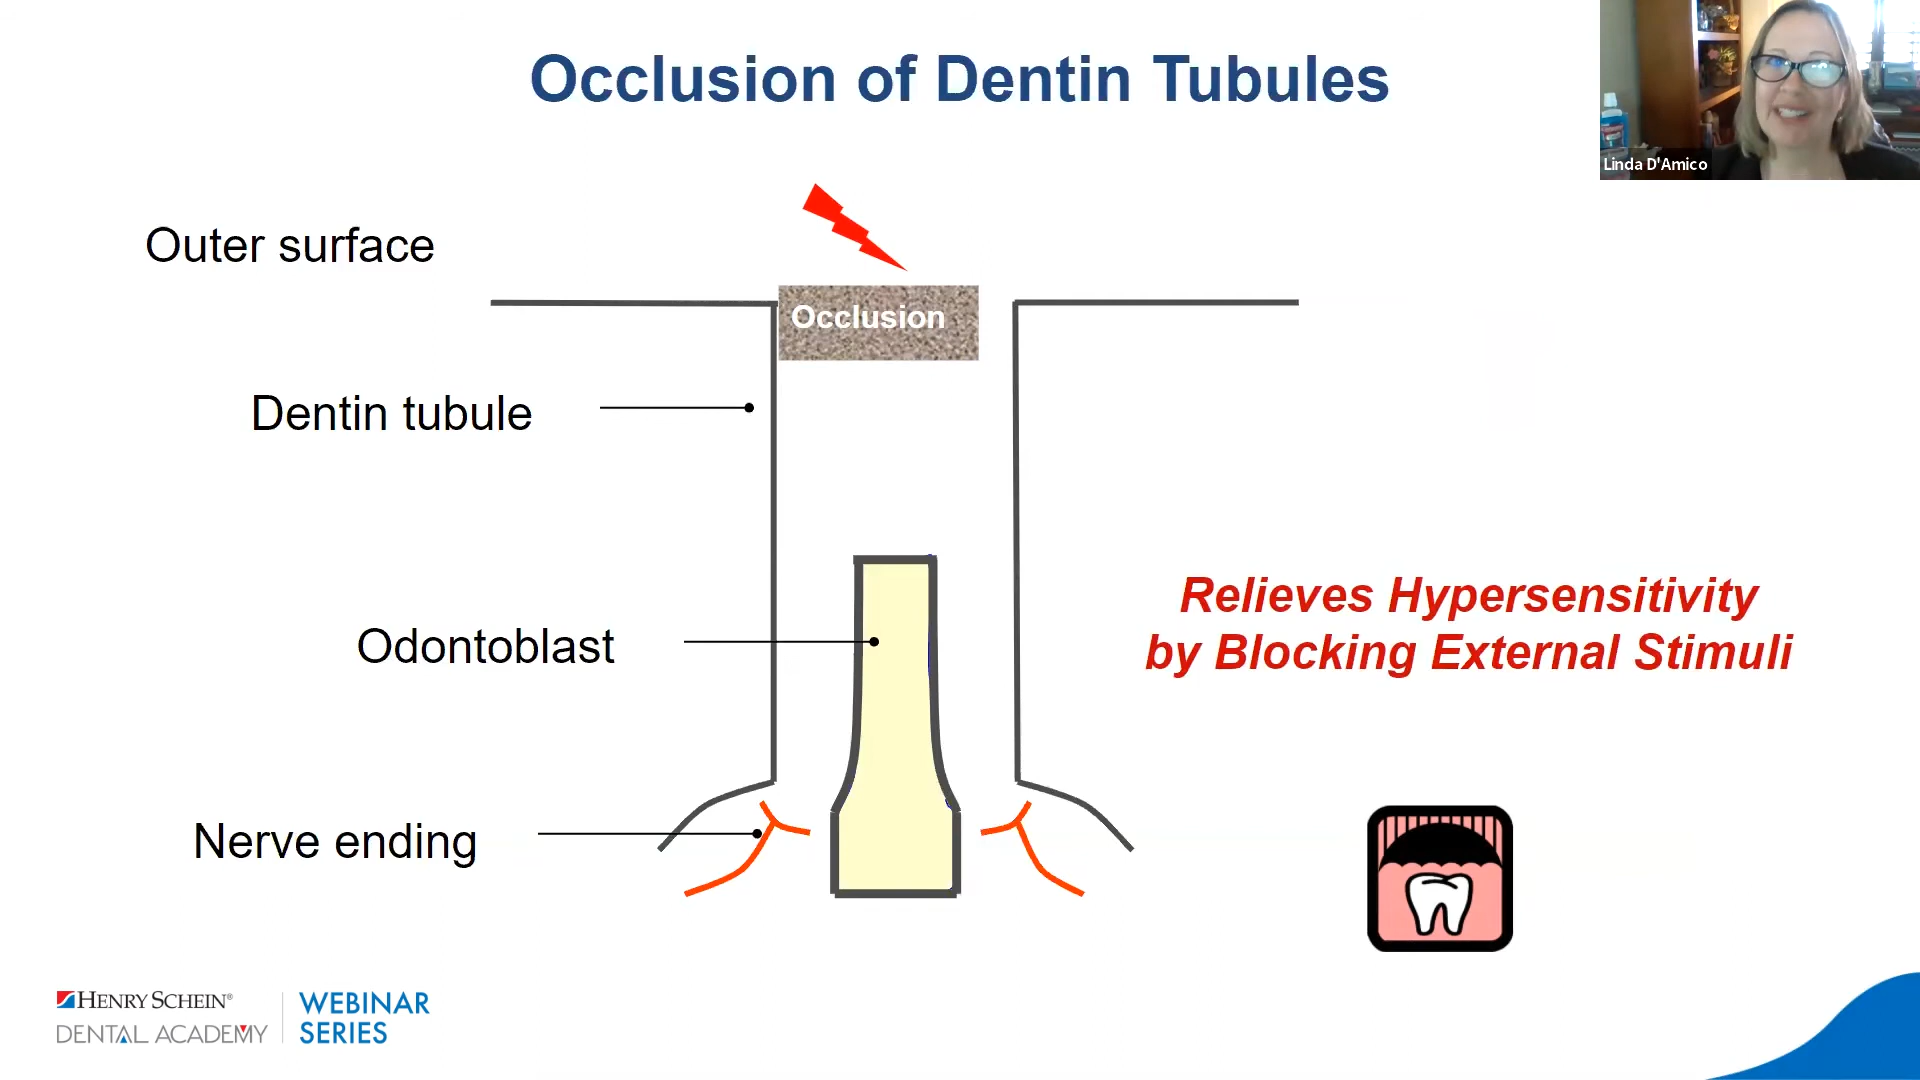 Occlusion of Dentin Tubules
Linda D'Amico
Outer surface
Occlusion
Dentin tubule
Relieves Hypersensitivity
by Blocking External Stimuli
Odontoblast
Nerve ending
HENRY SCHEIN®
DENTAL ACADEMY
WEBINAR
SERIES